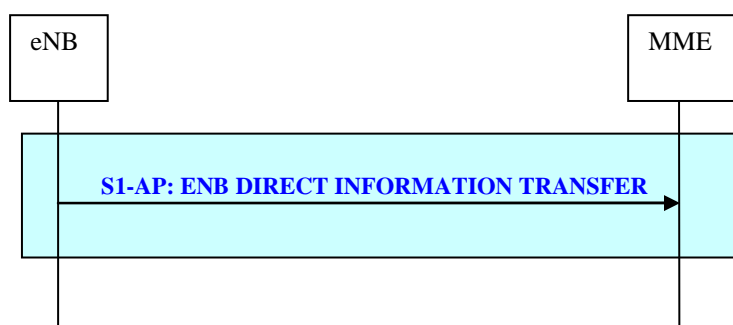 eNB
MME
S1-AP: ENB DIRECT INFORMATION TRANSFER